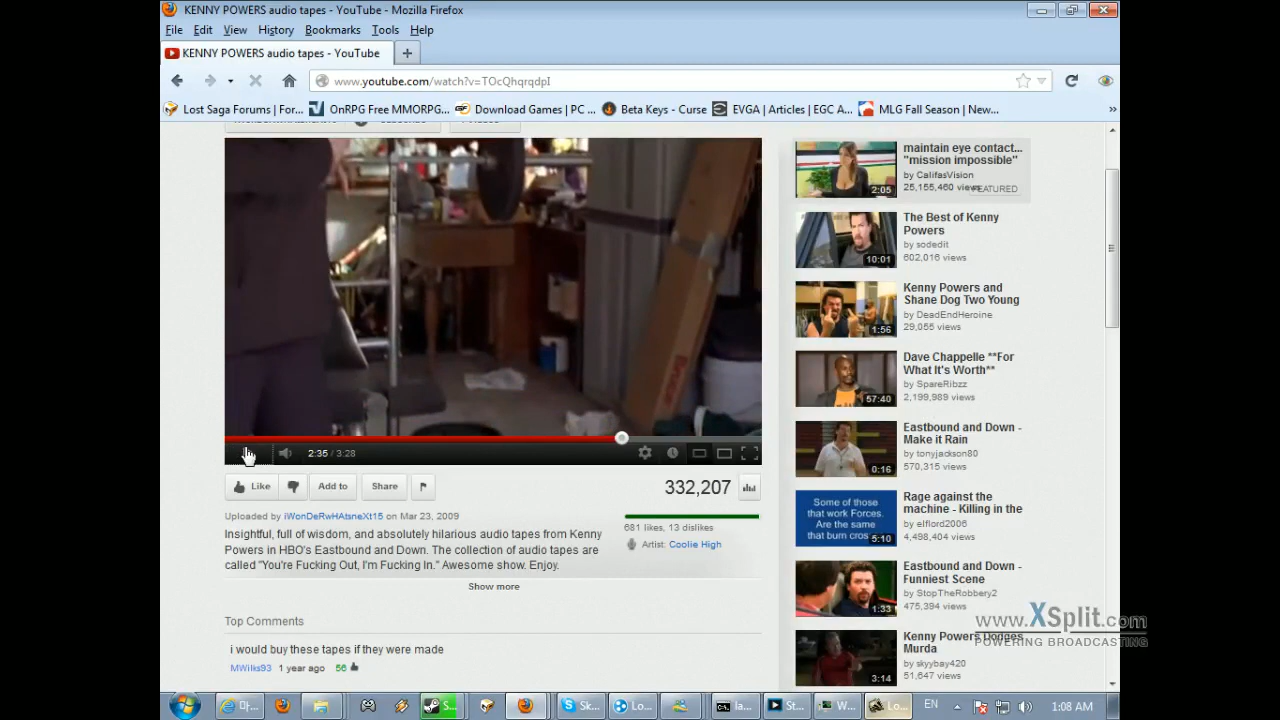 KENNY POWERS audio tapes - YouTube - Mozilla Firefox
File Edit View History Bookmarks Tools Help
KENNY POWERS audio tapes - YouTube
www.youtube.com/watch?v=TOcQhqrqdpI
Lost Saga Forums | For... OnRPG Free MMORPG... Download Games | PC ... Beta Keys - Curse EVGA | Articles | EGC A... MLG Fall Season | New... »
maintain eye contact...
"mission impossible"
by CalifasVision
25,155,460 views
FEATURED
2:05
The Best of Kenny
Powers
by sodedit
602,016 views
10:01
Kenny Powers and
Shane Dog Two Young
by DeadEndHeroine
29,055 views
1:56
Dave Chappelle **For
What It's Worth**
by SpareRibzz
2,199,989 views
57:40
Eastbound and Down -
Make it Rain
by tonyjackson80
570,315 views
0:16
Some of those
that work Forces.
Are the same
that burn cros
5:10
Rage against the
machine - Killing in the
by elford2006
4,498,404 views
Eastbound and Down -
Funniest Scene
by StopTheRobbery2
475,394 views
1:33
Kenny Powers Dodges
Murda
by skyybay420
51,647 views
3:14
2:35 / 3:28
Like Add to Share 332,207
Uploaded by iWonDeRwHAtsneXt15 on Mar 23, 2009
681 likes, 13 dislikes
Artist: Coolie High
Insightful, full of wisdom, and absolutely hilarious audio tapes from Kenny
Powers in HBO's Eastbound and Down. The collection of audio tapes are
called "You're Fucking Out, I'm Fucking In." Awesome show. Enjoy.
Show more
Top Comments
i would buy these tapes if they were made
MWilks93 1 year ago 56
www.XSplit.com
POWERING BROADCASTING
마... S... Sk... Lo... la... St... W... Lo... EN 1:08 AM